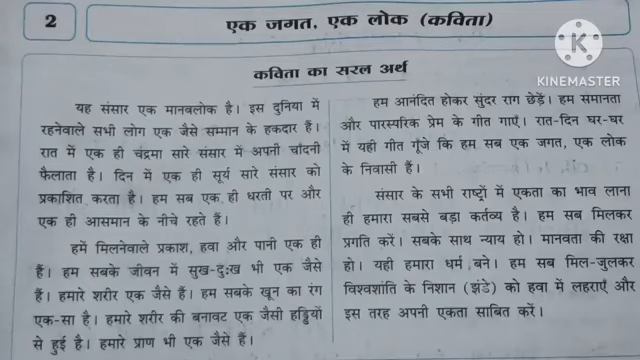 2
एक जगत, एक लोक (कविता)
K
KINEMASTER
कविता का सरल अर्थ
यह संसार एक मानवलोक है। इस दुनिया में
रहनेवाले सभी लोग एक जैसे सम्मान के हकदार हैं।
रात में एक ही चंद्रमा सारे संसार में अपनी चाँदनी
फैलाता है। दिन में एक ही सूर्य सारे संसार को
प्रकाशित करता है। हम सब एक ही धरती पर और
एक ही आसमान के नीचे रहते हैं।
हमें मिलनेवाले प्रकाश, हवा और पानी एक ही
हैं। हम सबके जीवन में सुख-दुःख भी एक जैसे
हैं। हमारे शरीर एक जैसे हैं। हम सबके खून का रंग
एक-सा है। हमारे शरीर की बनावट एक जैसी हड्डियों
से हुई है। हमारे प्राण भी एक जैसे हैं।
हम आनंदित होकर सुंदर राग छेड़ें। हम समानता
और पारस्परिक प्रेम के गीत गाएं। रात-दिन घर-घर
में यही गीत गूँजे कि हम सब एक जगत, एक लोक
के निवासी हैं।
संसार के सभी राष्ट्रों में एकता का भाव लाना
ही हमारा सबसे बड़ा कर्तव्य है। हम सब मिलकर
प्रगति करें। सबके साथ न्याय हो। मानवता की रक्षा
हो। यही हमारा धर्म बने। हम सब मिल-जुलकर
विश्वशांति के निशान (झंडे) को हवा में लहराएँ और
इस तरह अपनी एकता साबित करें।